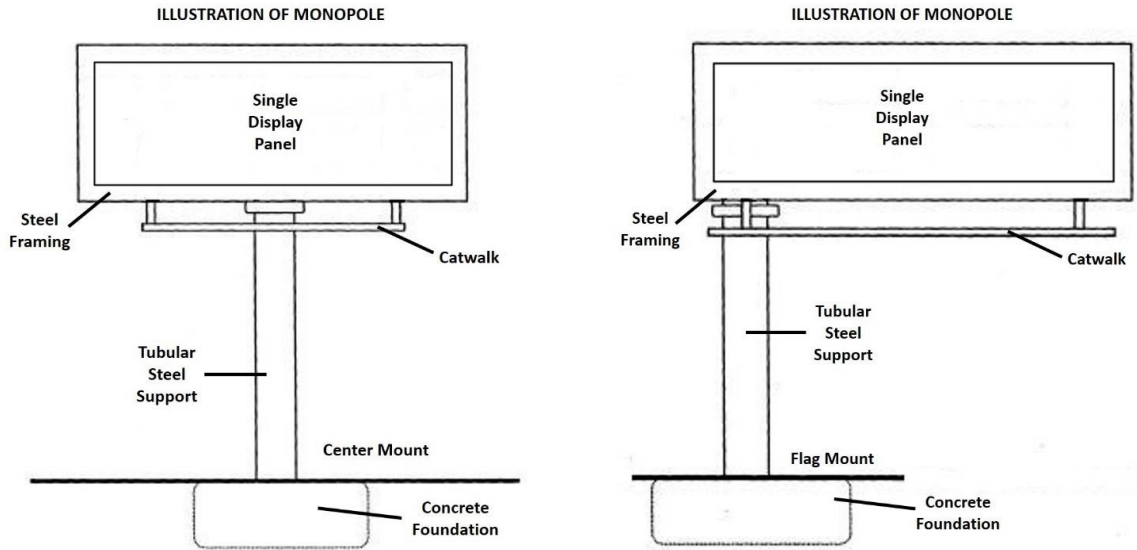 ILLUSTRATION OF MONOPOLE
Single
Display
Panel
Steel
Framing
Catwalk
Tubular
Steel
Support
Center Mount
Concrete
Foundation
ILLUSTRATION OF MONOPOLE
Single
Display
Panel
Steel
Framing
Catwalk
Tubular
Steel
Support
Flag Mount
Concrete
Foundation